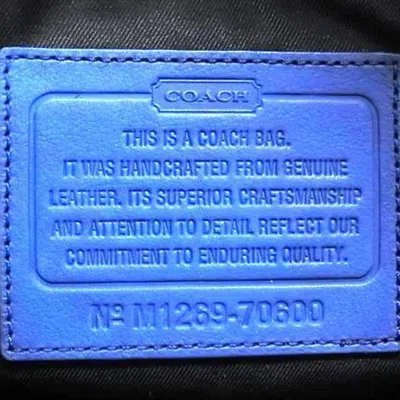 COACH
THIS IS A COACH BAG.
IT WAS HANDCRAFTED FROM GENUINE
LEATHER. ITS SUPERIOR CRAFTSMANSHIP
AND ATTENTION TO DETAIL REFLECT OUR
COMMITMENT TO ENDURING QUALITY.
Nº M1269-70600